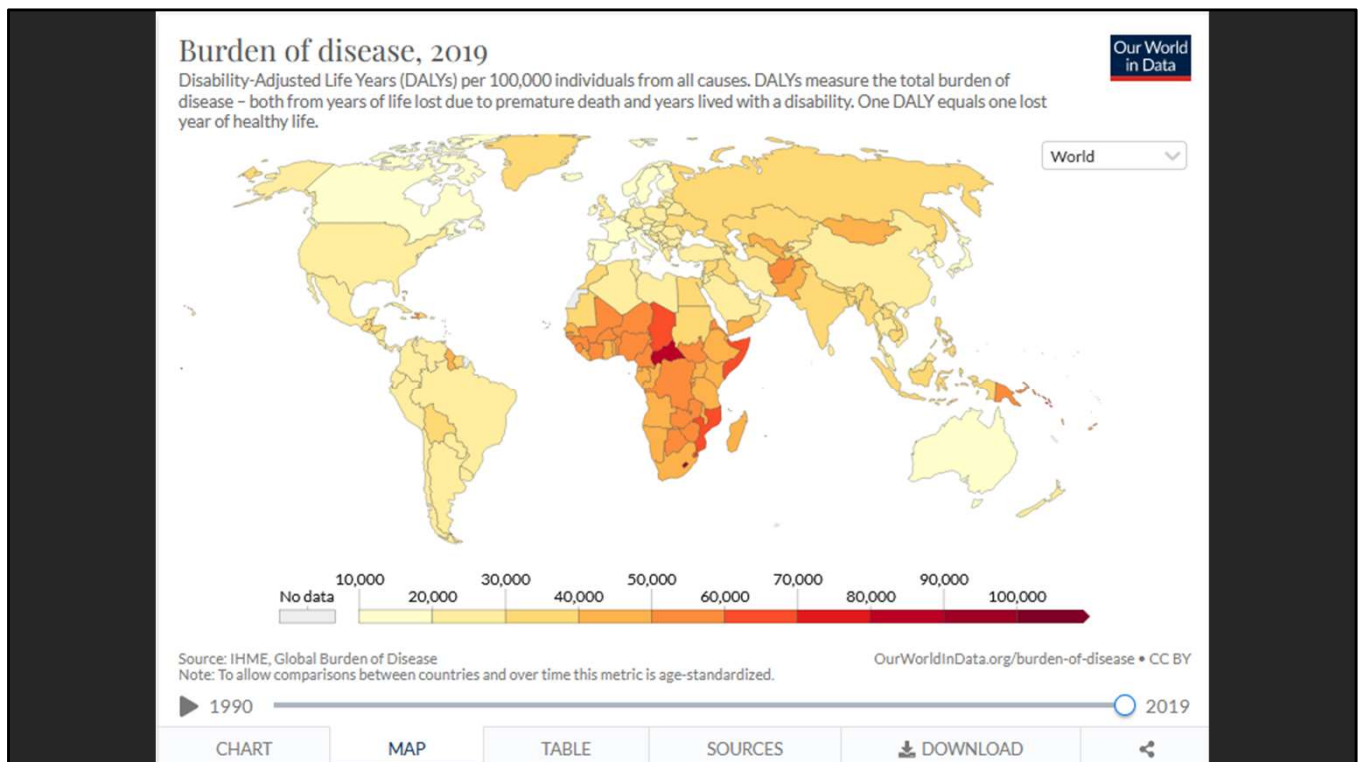 Burden of disease, 2019
Our World
in Data
Disability-Adjusted Life Years (DALYs) per 100,000 individuals from all causes. DALYs measure the total burden of
disease – both from years of life lost due to premature death and years lived with a disability. One DALY equals one lost
year of healthy life.
World
No data
10,000
20,000
30,000
40,000
50,000
60,000
70,000
80,000
90,000
100,000
Source: IHME, Global Burden of Disease
OurWorldInData.org/burden-of-disease • CC BY
Note: To allow comparisons between countries and over time this metric is age-standardized.
1990
2019
CHART
MAP
TABLE
SOURCES
DOWNLOAD